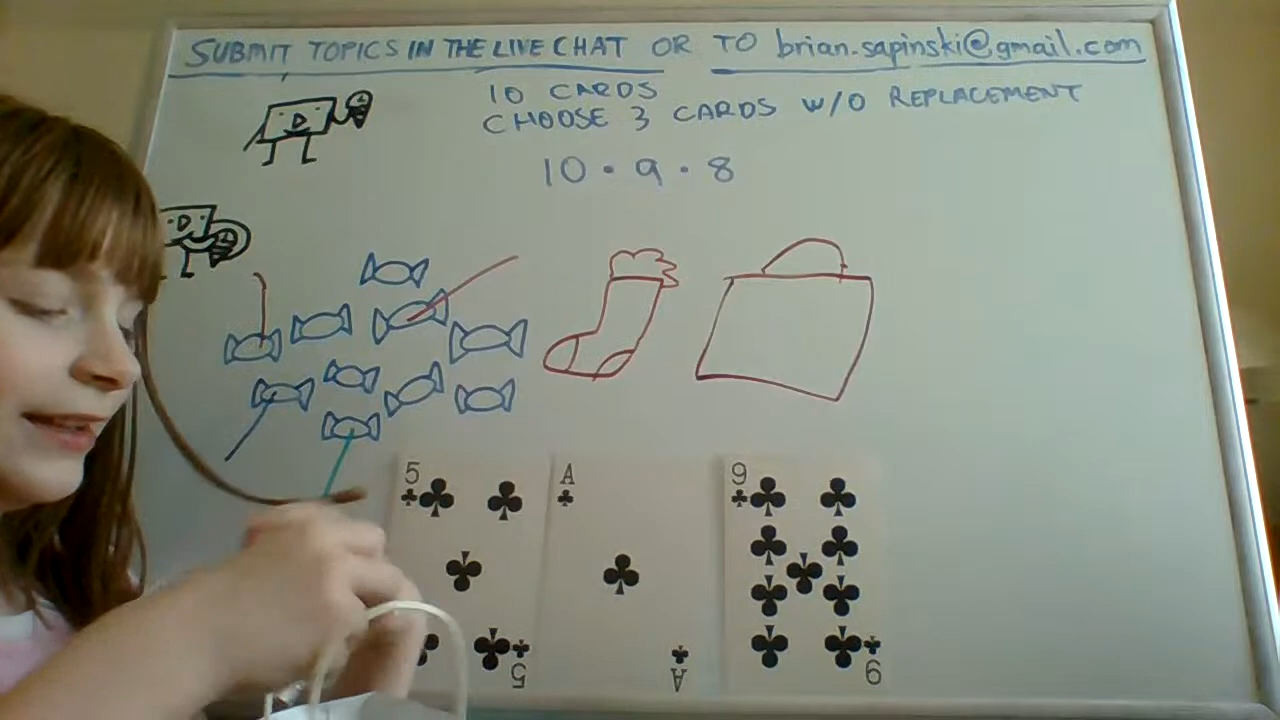 SUBMIT TOPICS IN THE LIVE CHAT OR TO brian.sapinski@gmail.com
10 CARDS
CHOOSE 3 CARDS W/O REPLACEMENT
10 • 9 • 8
5 A 9
5 A 9